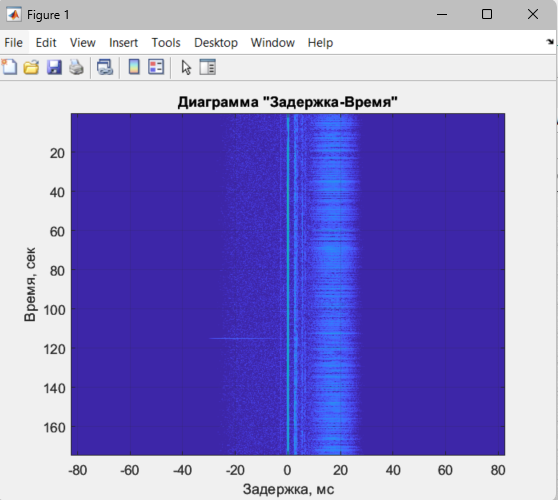 Figure 1
File Edit View Insert Tools Desktop Window Help
Диаграмма "Задержка-Время"
20
40
60
80
100
120
140
160
Время, сек
-80 -60 -40 -20 0 20 40 60 80
Задержка, мс